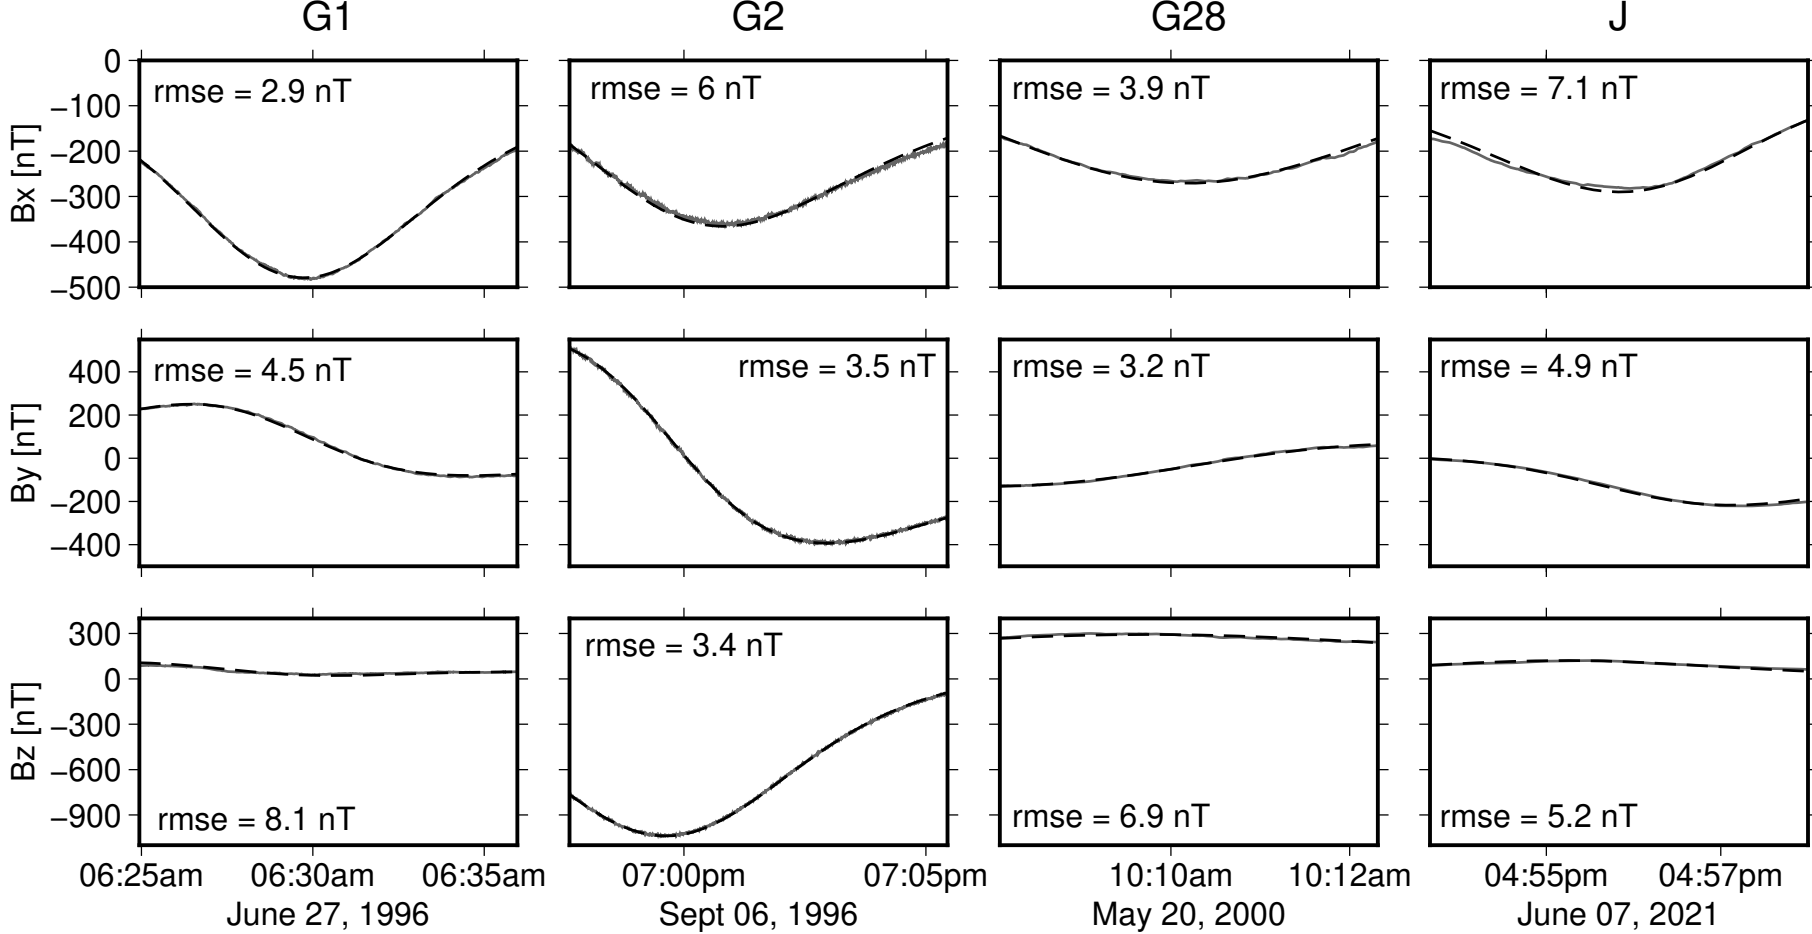 G1 G2 G28 J
0
−100
−200
−300
−400
−500
Bx [nT]
rmse = 2.9 nT
rmse = 6 nT
rmse = 3.9 nT
rmse = 7.1 nT
400
200
0
−200
−400
By [nT]
rmse = 4.5 nT
rmse = 3.5 nT
rmse = 3.2 nT
rmse = 4.9 nT
300
0
−300
−600
−900
Bz [nT]
rmse = 8.1 nT
rmse = 3.4 nT
rmse = 6.9 nT
rmse = 5.2 nT
06:25am 06:30am 06:35am 07:00pm 07:05pm 10:10am 10:12am 04:55pm 04:57pm
June 27, 1996 Sept 06, 1996 May 20, 2000 June 07, 2021